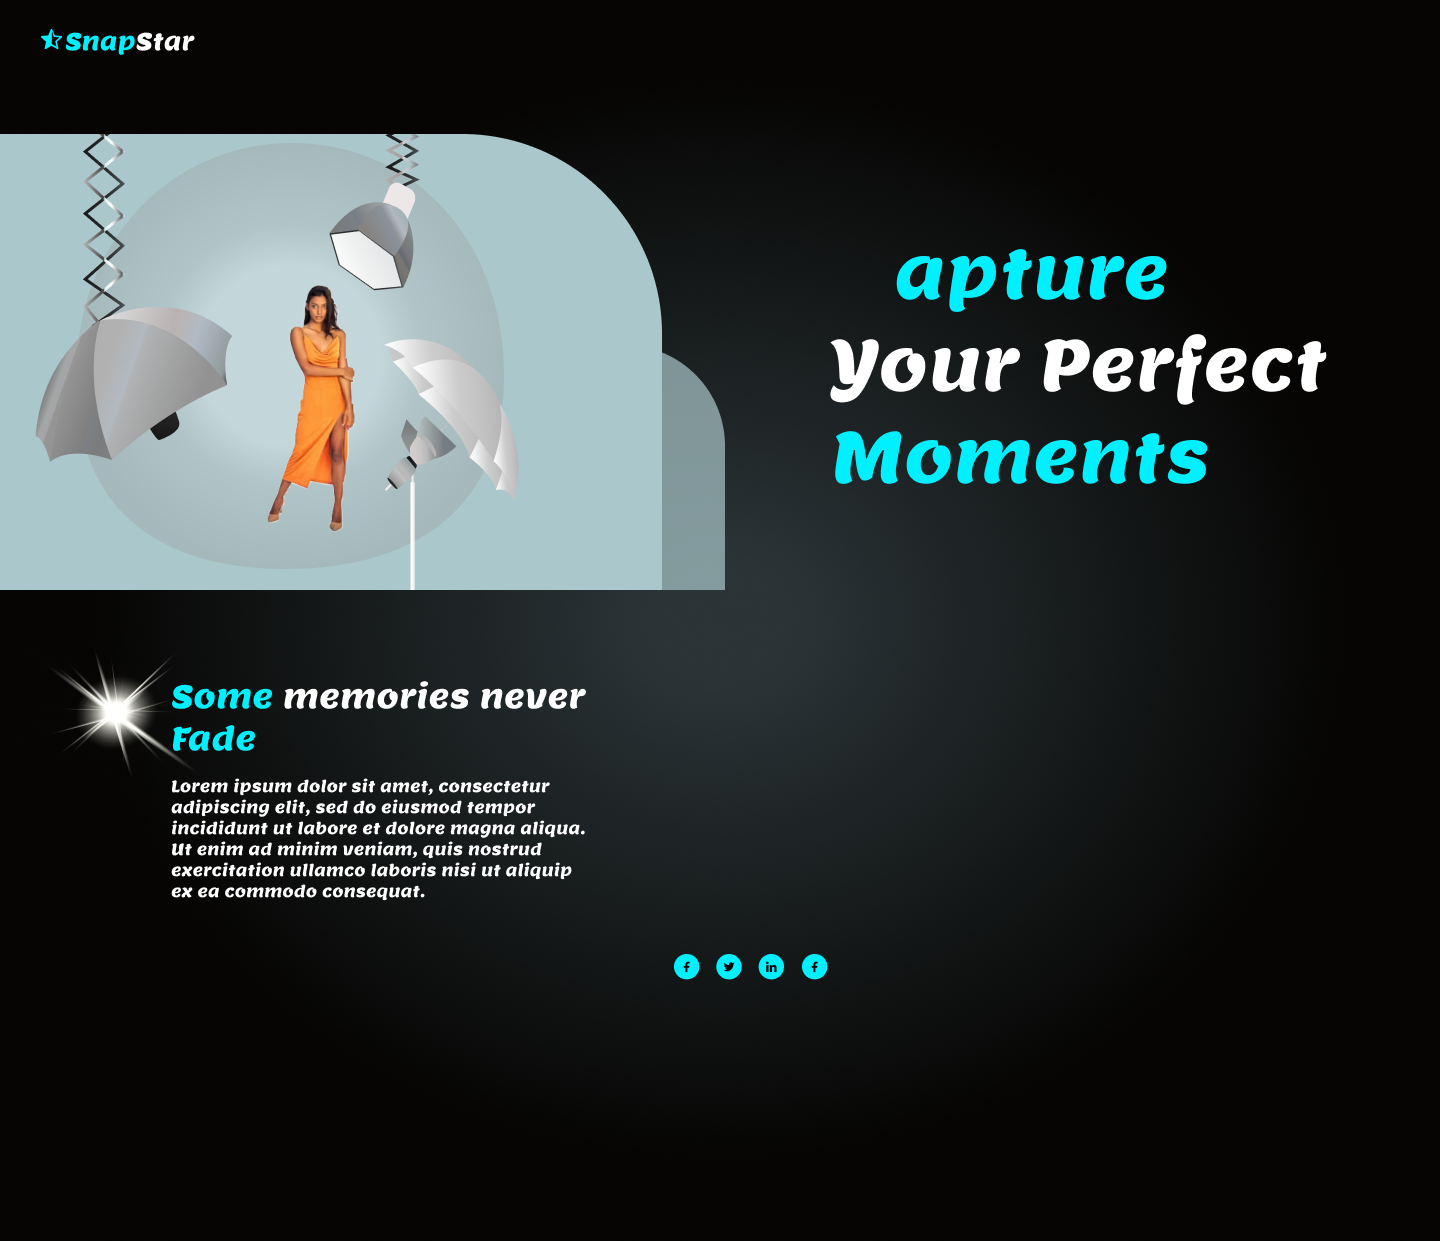 SnapStar
apture
Your Perfect
Moments
Some memories never
Fade
Lorem ipsum dolor sit amet, consectetur
adipiscing elit, sed do eiusmod tempor
incididunt ut labore et dolore magna aliqua.
Ut enim ad minim veniam, quis nostrud
exercitation ullamco laboris nisi ut aliquip
ex ea commodo consequat.